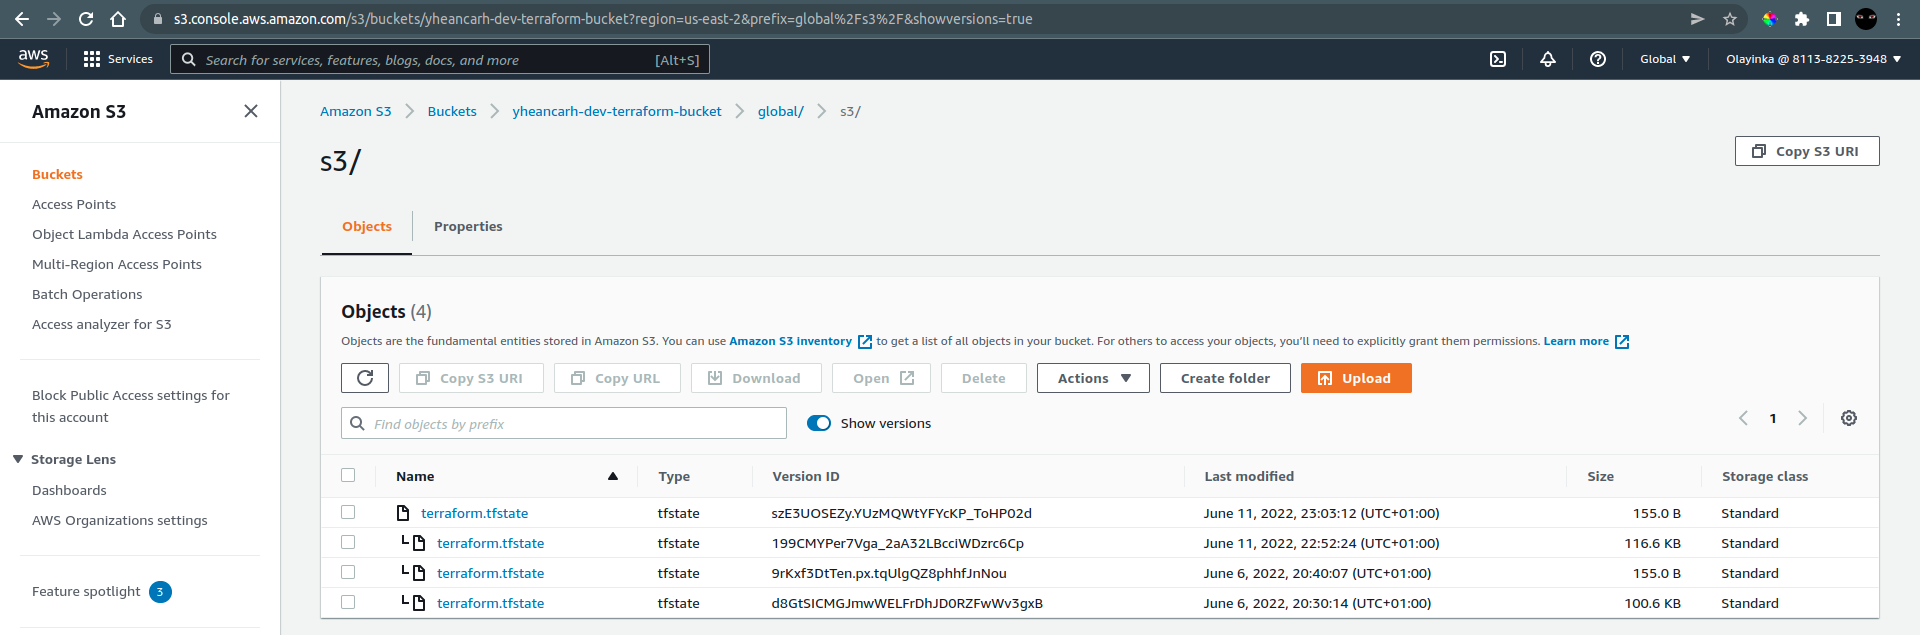 s3.console.aws.amazon.com/s3/buckets/yheancarh-dev-terraform-bucket?region=us-east-2&prefix=global%2Fs3%2F&showversions=true
aws Services Search for services, features, blogs, docs, and more [Alt+S] Global ▼ Olayinka @ 8113-8225-3948 ▼
Amazon S3
Buckets
Access Points
Object Lambda Access Points
Multi-Region Access Points
Batch Operations
Access analyzer for S3
Block Public Access settings for
this account
Storage Lens
Dashboards
AWS Organizations settings
Feature spotlight 3
Amazon S3 > Buckets > yheancarh-dev-terraform-bucket > global/ > s3/
s3/
Copy S3 URI
Objects Properties
Objects (4)
Objects are the fundamental entities stored in Amazon S3. You can use Amazon S3 inventory to get a list of all objects in your bucket. For others to access your objects, you'll need to explicitly grant them permissions. Learn more
Copy S3 URI Copy URL Download Open Delete Actions ▼ Create folder Upload
Find objects by prefix Show versions 1
Name Type Version ID Last modified Size Storage class
terraform.tfstate tfstate szE3UOSEZy.YUzMQWtYFYcKP_ToHP02d June 11, 2022, 23:03:12 (UTC+01:00) 155.0 B Standard
terraform.tfstate tfstate 199CMYPer7Vga_2aA32LBcciWDzrc6Cp June 11, 2022, 22:52:24 (UTC+01:00) 116.6 KB Standard
terraform.tfstate tfstate 9rKxf3DtTen.px.tqUlgQZ8phhfJnNou June 6, 2022, 20:40:07 (UTC+01:00) 155.0 B Standard
terraform.tfstate tfstate d8GtSICMGJmwWELFrDhJD0RZFwWv3gxB June 6, 2022, 20:30:14 (UTC+01:00) 100.6 KB Standard